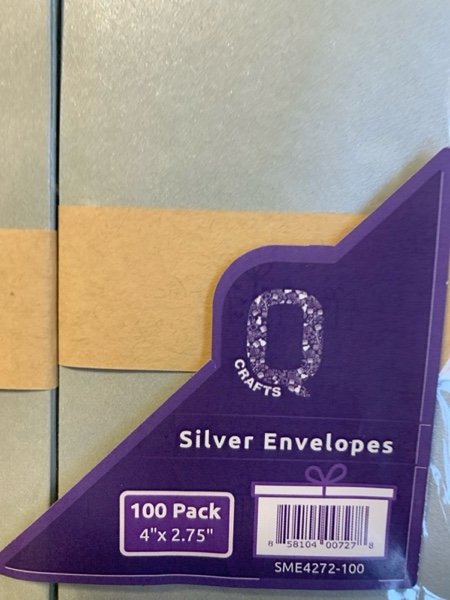 Q
CRAFTS
Silver Envelopes
100 Pack
4"x 2.75"
8 58104 00727 8
SME4272-100